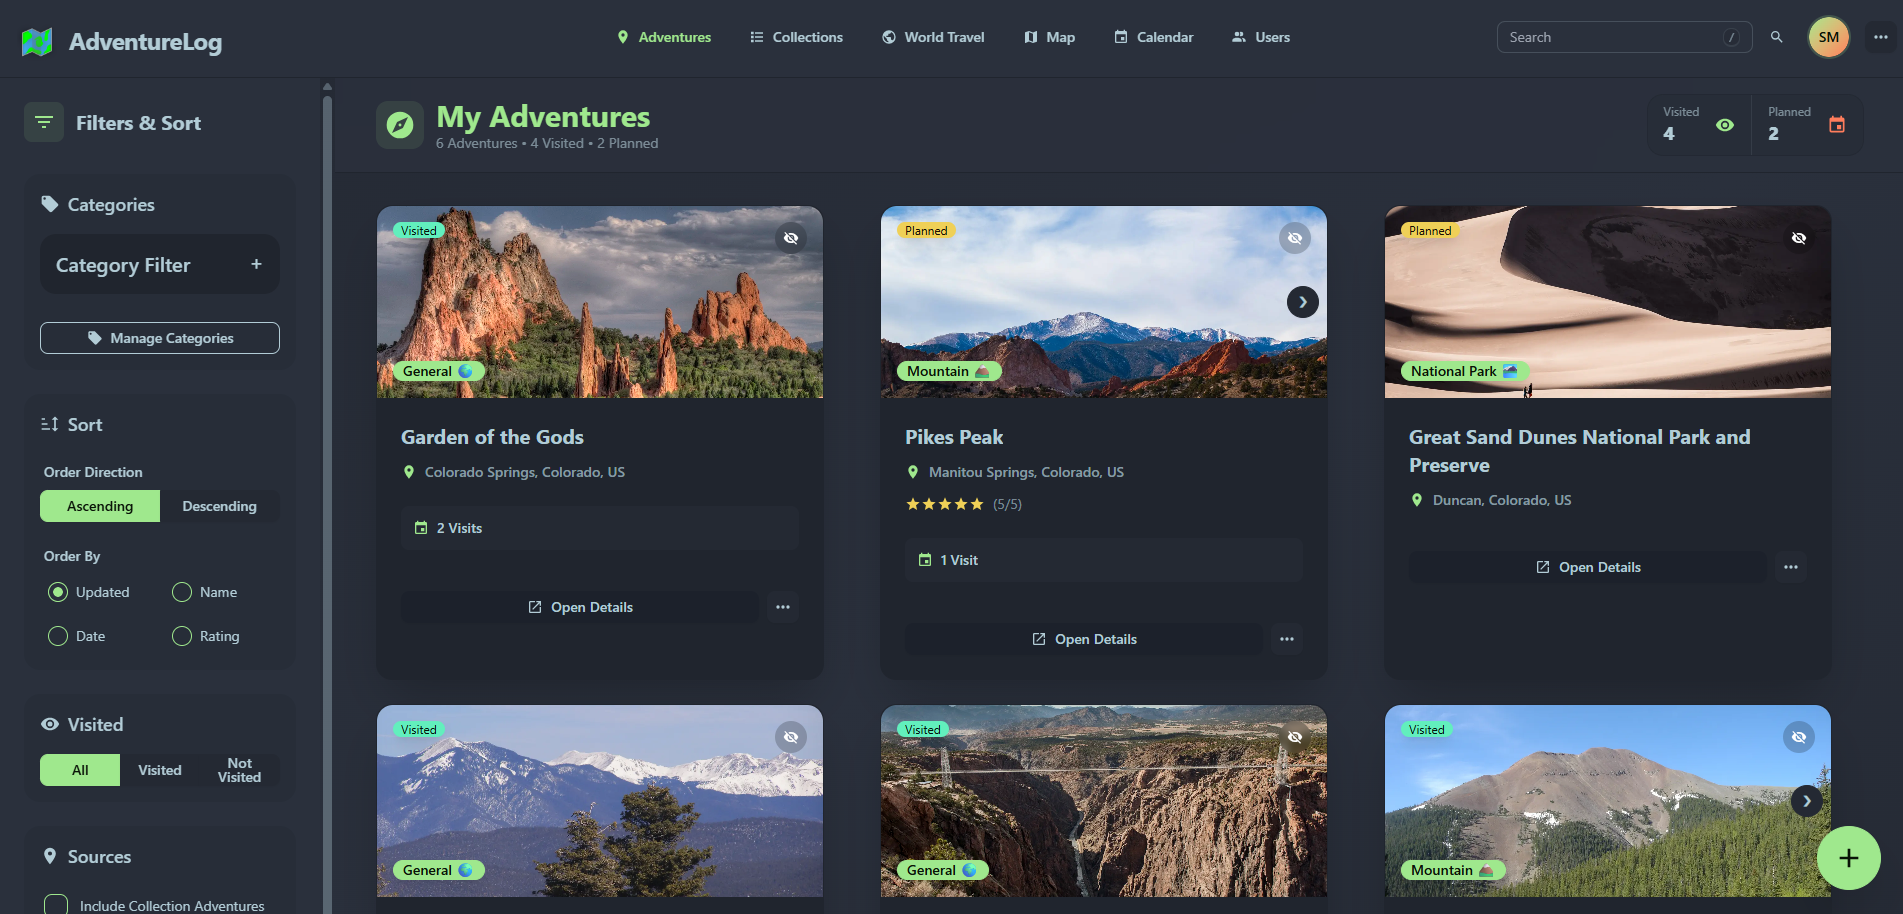 AdventureLog
Adventures
Collections
World Travel
Map
Calendar
Users
Search
/
SM
Filters & Sort
Categories
Category Filter
+
Manage Categories
Sort
Order Direction
Ascending
Descending
Order By
Updated
Name
Date
Rating
Visited
All
Visited
Not
Visited
Sources
Include Collection Adventures
My Adventures
6 Adventures • 4 Visited • 2 Planned
Visited
4
Planned
2
Visited
General
Garden of the Gods
Colorado Springs, Colorado, US
2 Visits
Open Details
Planned
Mountain
Pikes Peak
Manitou Springs, Colorado, US
(5/5)
1 Visit
Open Details
Planned
National Park
Great Sand Dunes National Park and
Preserve
Duncan, Colorado, US
Open Details
Visited
General
Visited
General
Visited
Mountain